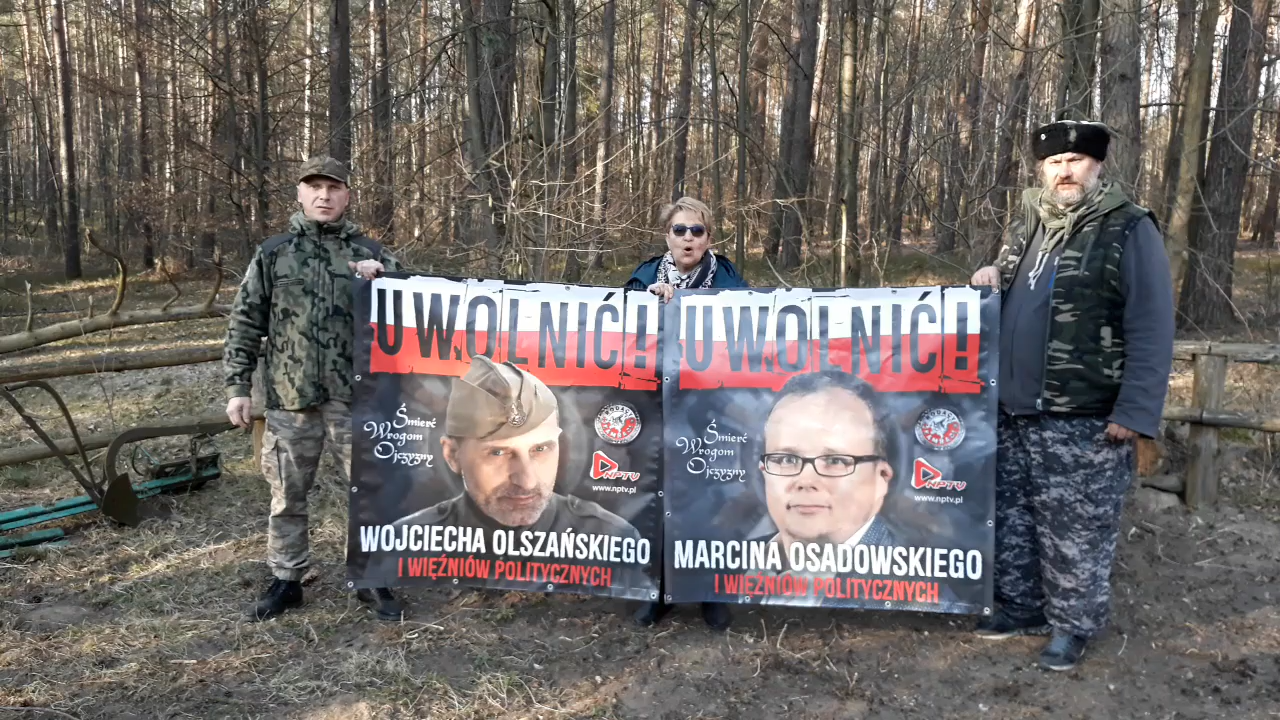 UWOLNIĆ!
Śmierć
Wrogom
Ojczyzny
NPTV
www.nptv.pl
WOJCIECHA OLSZAŃSKIEGO
I WIĘŹNIÓW POLITYCZNYCH
UWOLNIĆ!
Śmierć
Wrogom
Ojczyzny
RODACY
NPTV
www.nptv.pl
MARCINA OSADOWSKIEGO
I WIĘŹNIÓW POLITYCZNYCH